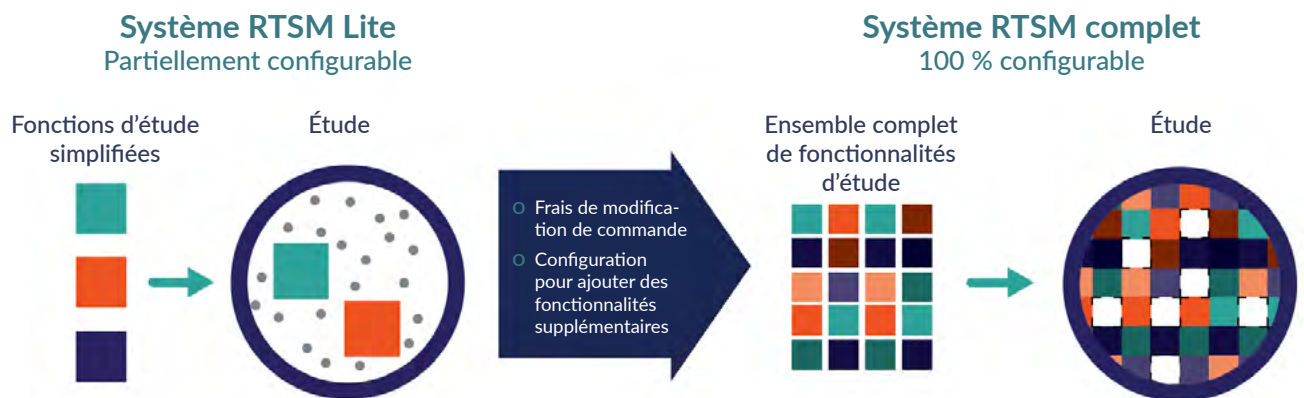 Système RTSM Lite
Partiellement configurable
Fonctions d'étude
simplifiées
Étude
o Frais de modifica-
tion de commande
o Configuration
pour ajouter des
fonctionnalités
supplémentaires
Système RTSM complet
100 % configurable
Ensemble complet
de fonctionnalités
d'étude
Étude